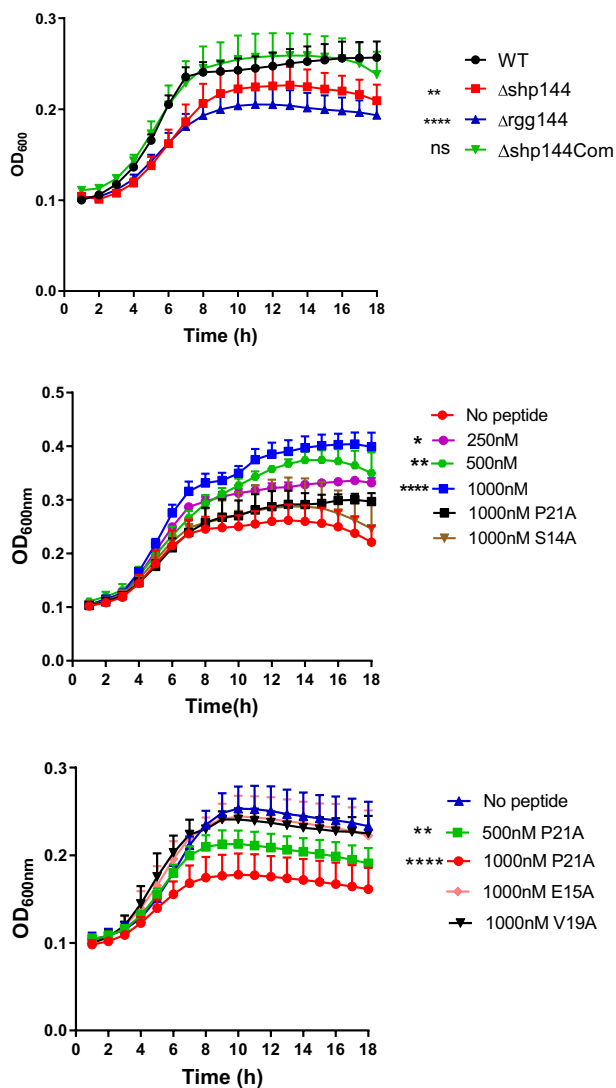 0.3
0.2
0.1
0.0
OD600
0 2 4 6 8 10 12 14 16 18
Time (h)
WT
** Δshp144
**** Δrgg144
ns Δshp144Com
0.5
0.4
0.3
0.2
0.1
0.0
OD600nm
0 2 4 6 8 10 12 14 16 18
Time(h)
No peptide
* 250nM
** 500nM
**** 1000nM
1000nM P21A
1000nM S14A
0.3
0.2
0.1
0.0
OD600nm
0 2 4 6 8 10 12 14 16 18
Time (h)
No peptide
** 500nM P21A
**** 1000nM P21A
1000nM E15A
1000nM V19A